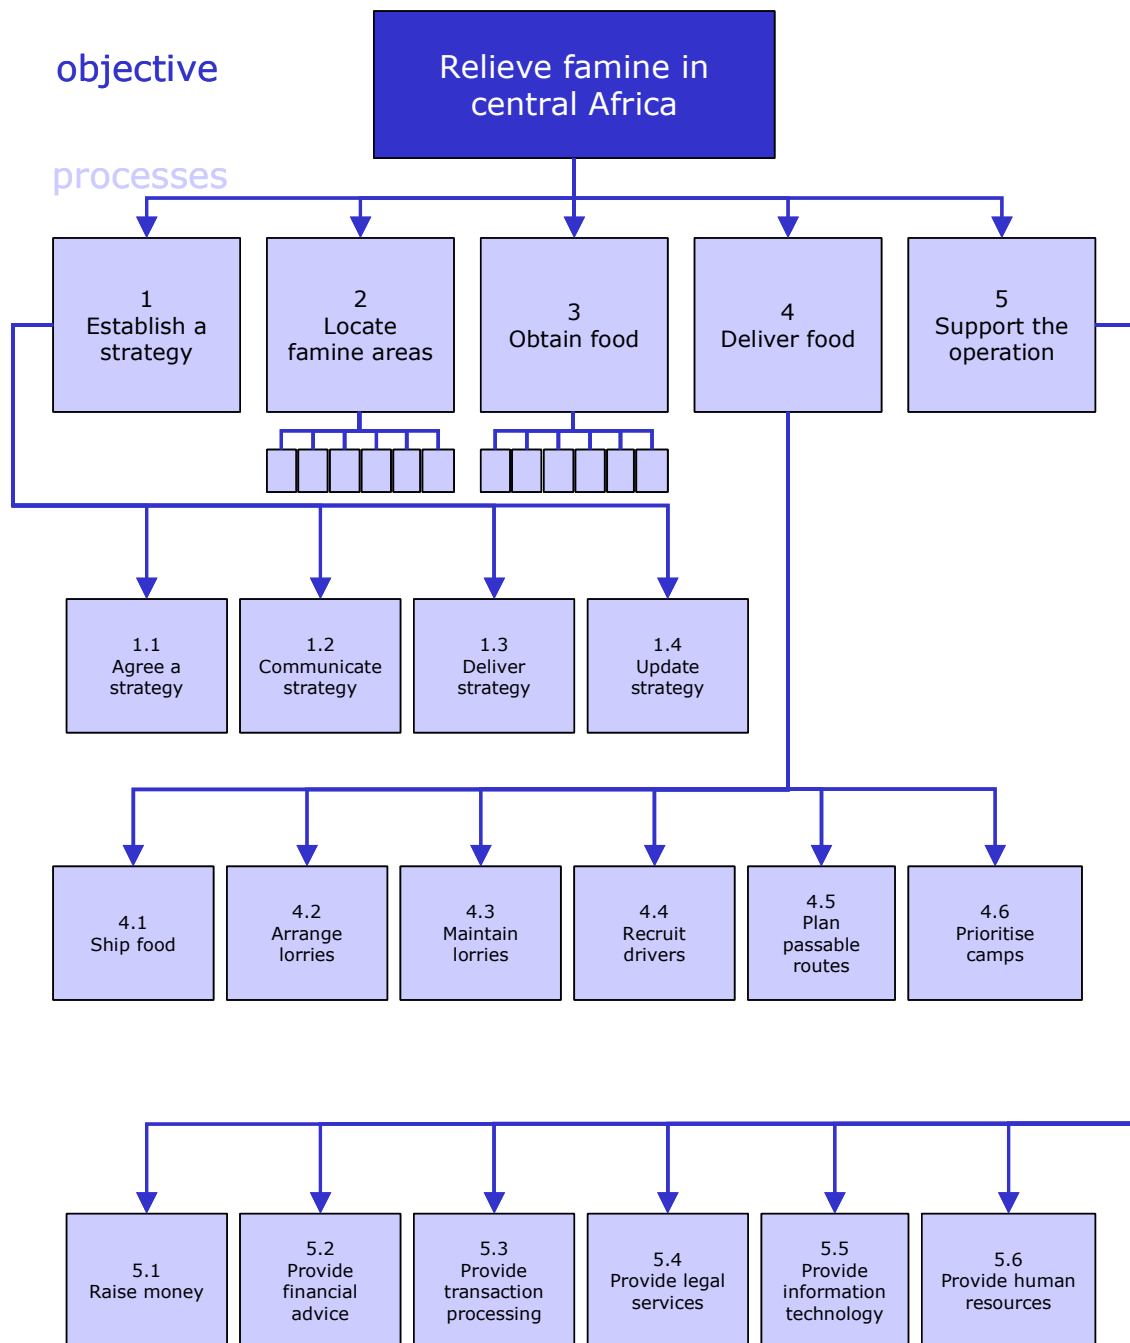 objective
Relieve famine in
central Africa
processes
1
Establish a
strategy
2
Locate
famine areas
3
Obtain food
4
Deliver food
5
Support the
operation
1.1
Agree a
strategy
1.2
Communicate
strategy
1.3
Deliver
strategy
1.4
Update
strategy
4.1
Ship food
4.2
Arrange
lorries
4.3
Maintain
lorries
4.4
Recruit
drivers
4.5
Plan
passable
routes
4.6
Prioritise
camps
5.1
Raise money
5.2
Provide
financial
advice
5.3
Provide
transaction
processing
5.4
Provide legal
services
5.5
Provide
information
technology
5.6
Provide human
resources